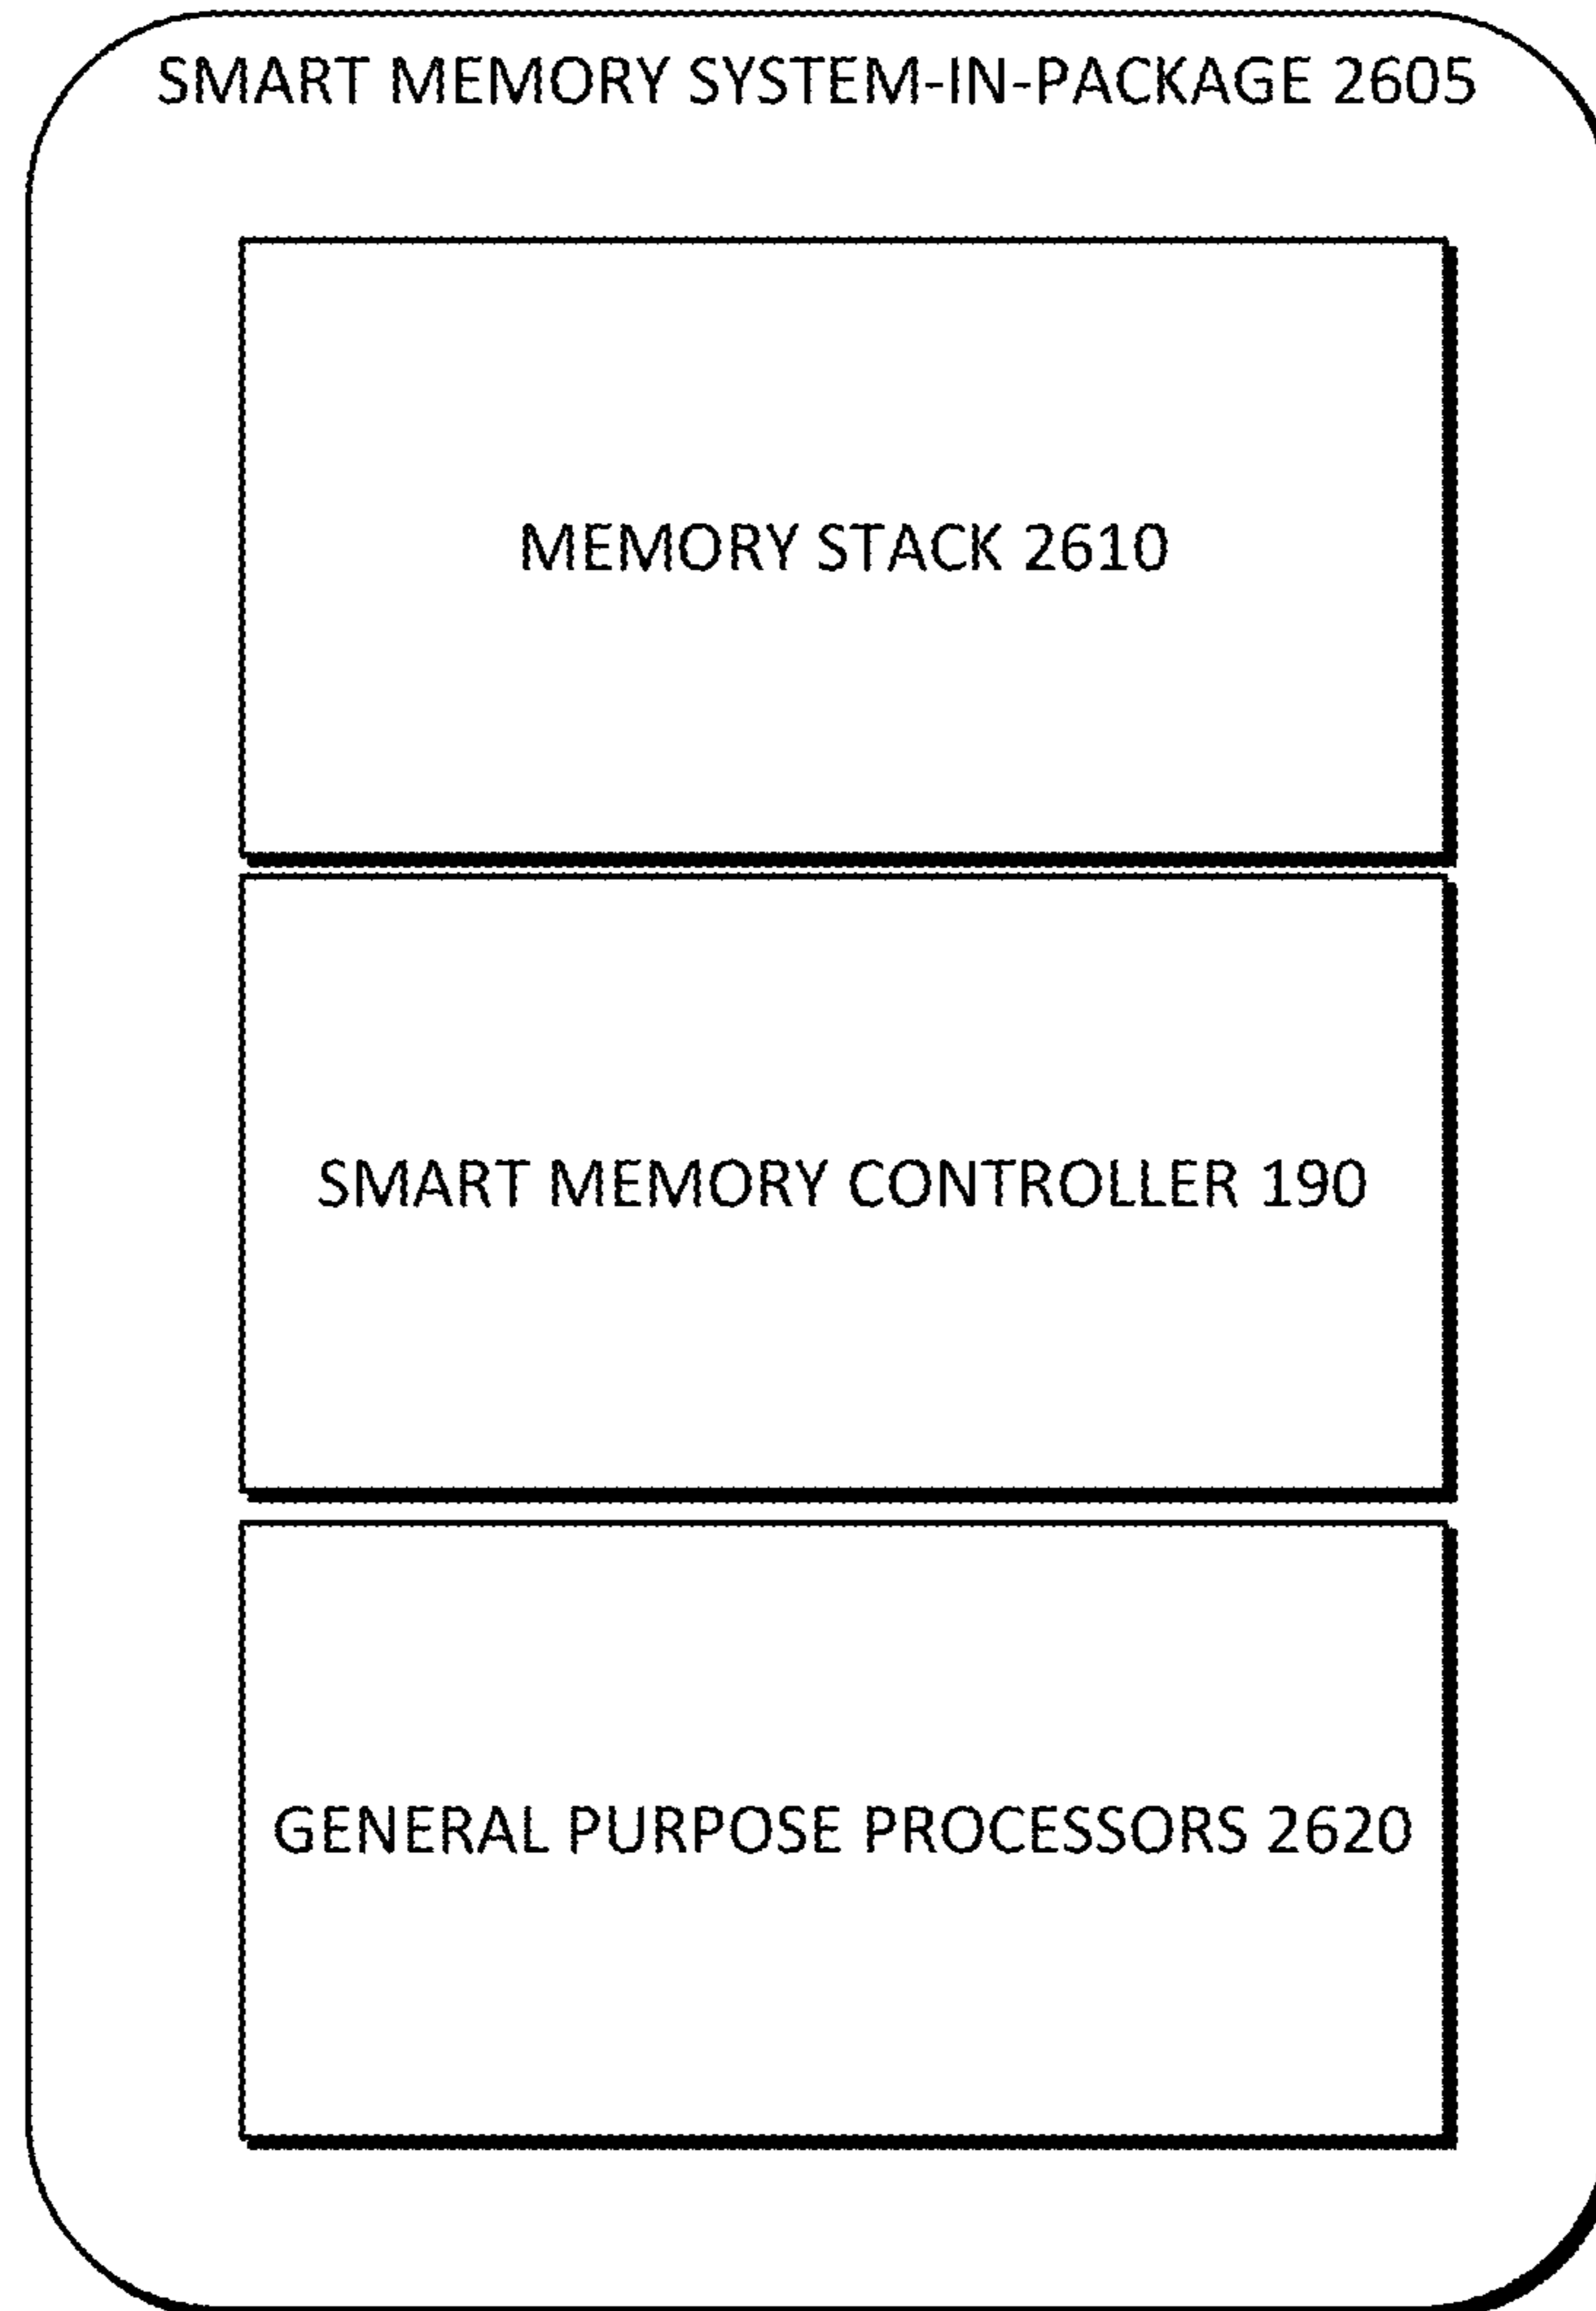 SMART MEMORY SYSTEM-IN-PACKAGE 2605
MEMORY STACK 2610
SMART MEMORY CONTROLLER 190
GENERAL PURPOSE PROCESSORS 2620